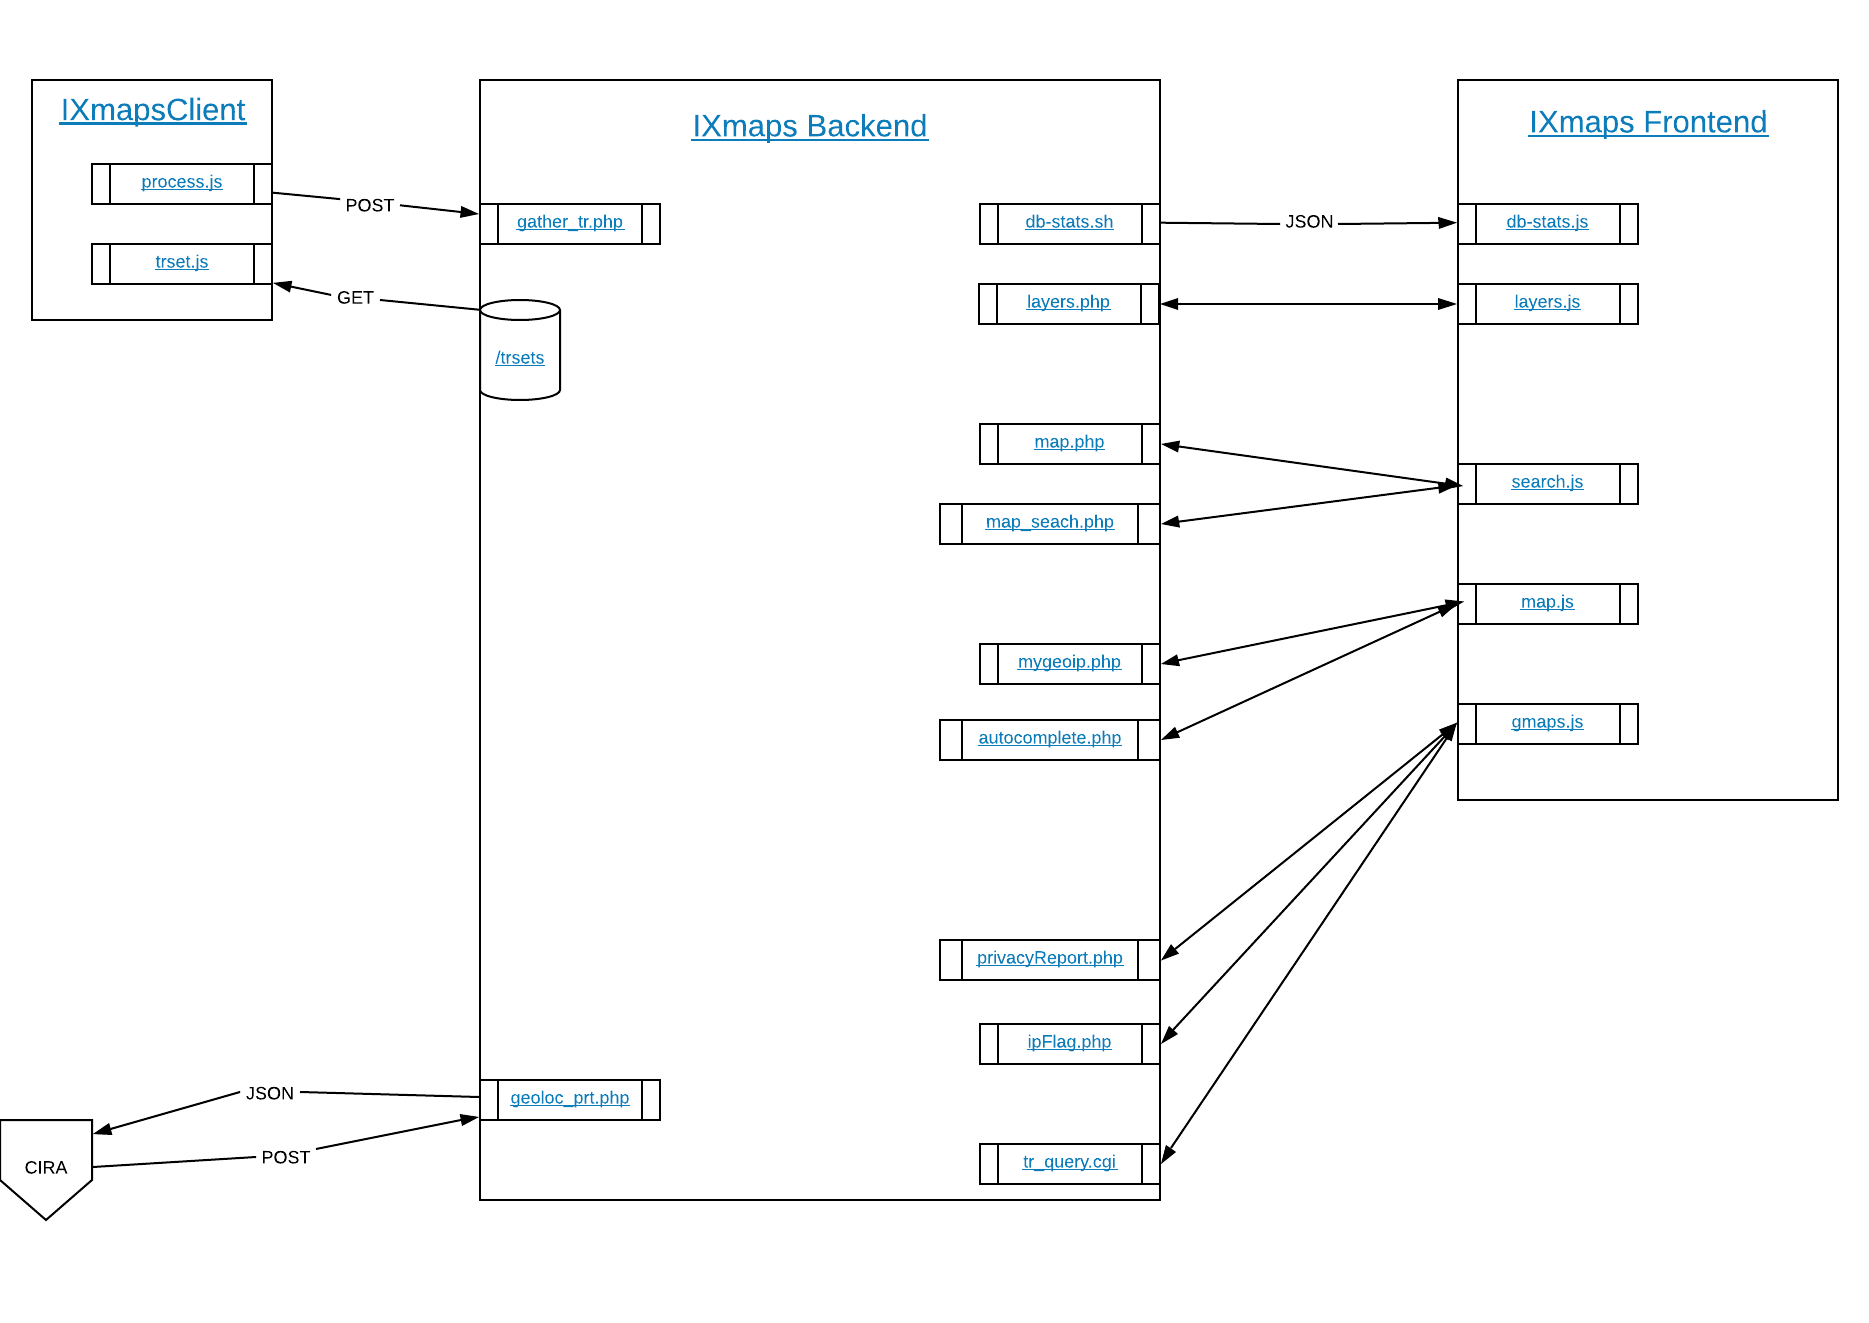 IXmapsClient
process.js
trset.js
POST
GET
IXmaps Backend
gather_tr.php
/trsets
db-stats.sh
layers.php
map.php
map_seach.php
mygeoip.php
autocomplete.php
privacyReport.php
ipFlag.php
tr_query.cgi
geoloc_prt.php
JSON
IXmaps Frontend
db-stats.js
layers.js
search.js
map.js
gmaps.js
JSON
POST
CIRA